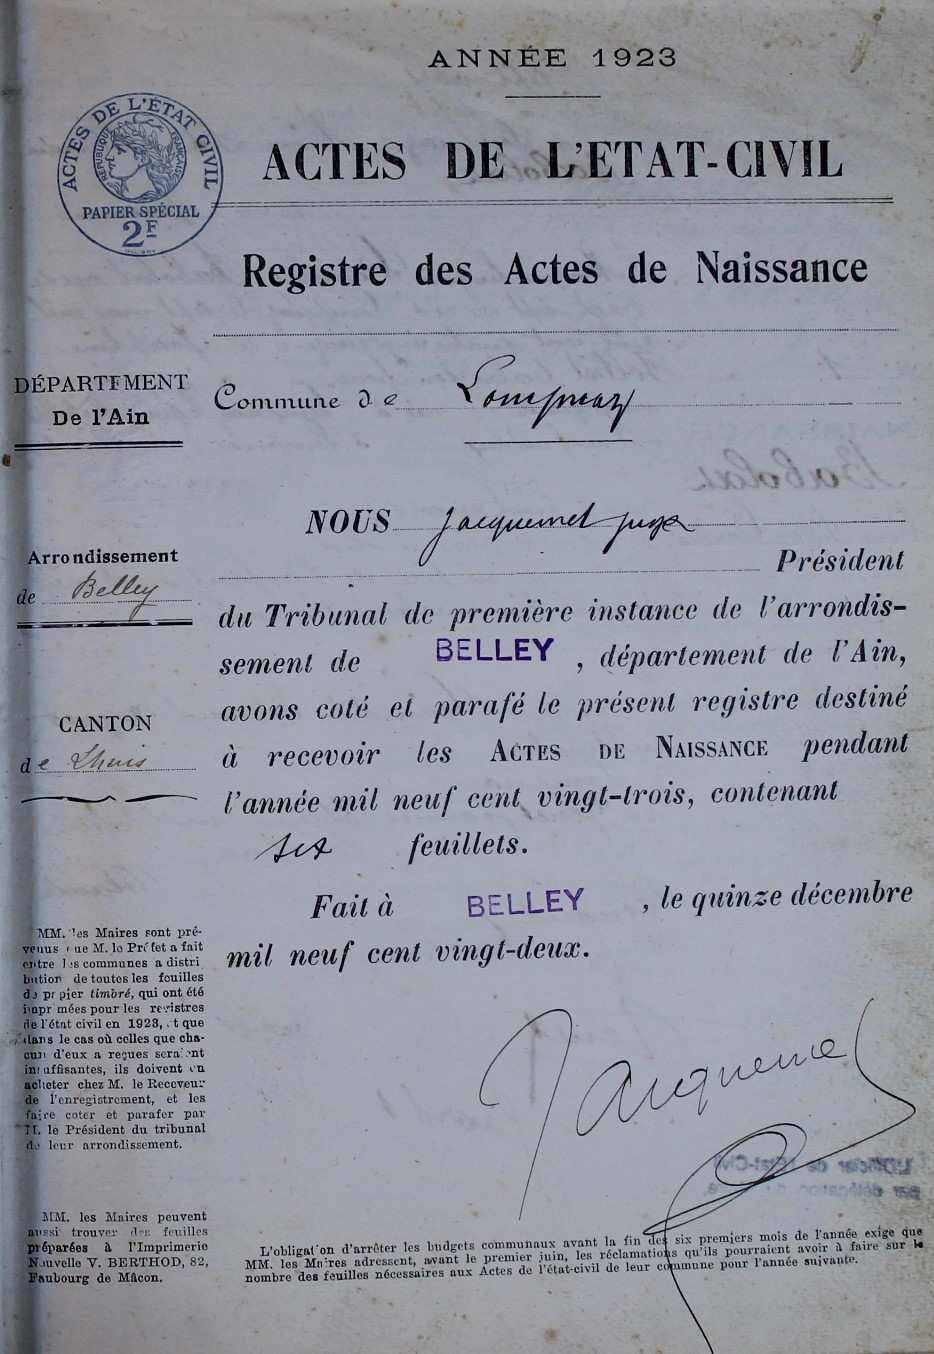 ANNÉE 1923
ACTES DE L'ÉTAT CIVIL
RÉPUBLIQUE FRANÇAISE
PAPIER SPÉCIAL
2F
ACTES DE L'ETAT-CIVIL
Registre des Actes de Naissance
DÉPARTEMENT
De l'Ain
Commune de Lompnaz
Arrondissement
de Belley
CANTON
de Lhuis
NOUS Jacquemet juge
Président
du Tribunal de première instance de l'arrondis-
sement de BELLEY, département de l'Ain,
avons coté et parafé le présent registre destiné
à recevoir les ACTES DE NAISSANCE pendant
l'année mil neuf cent vingt-trois, contenant
six feuillets.
Fait à BELLEY, le quinze décembre
mil neuf cent vingt-deux.
Jacquemet
MM. les Maires sont pré-
venus que M. le Préfet a fait
entre les communes a distri
bution de toutes les feuilles
de papier timbré, qui ont été
imprimées pour les registres
de l'état civil en 1923, et que
dans le cas où celles que cha-
cun d'eux a reçues seraient
insuffisantes, ils doivent en
acheter chez M. le Receveur
de l'enregistrement, et les
faire coter et parafer par
M. le Président du tribunal
de leur arrondissement.
MM. les Maires peuvent
aussi trouver des feuilles
préparées à l'Imprimerie
Nouvelle V. BERTHOD, 82,
Faubourg de Mâcon.
L'obligation d'arrêter les budgets communaux avant la fin des six premiers mois de l'année exige que
MM. les Maires adressent, avant le premier juin, les réclamations qu'ils pourraient avoir à faire sur le
nombre des feuilles nécessaires aux Actes de l'état-civil de leur commune pour l'année suivante.